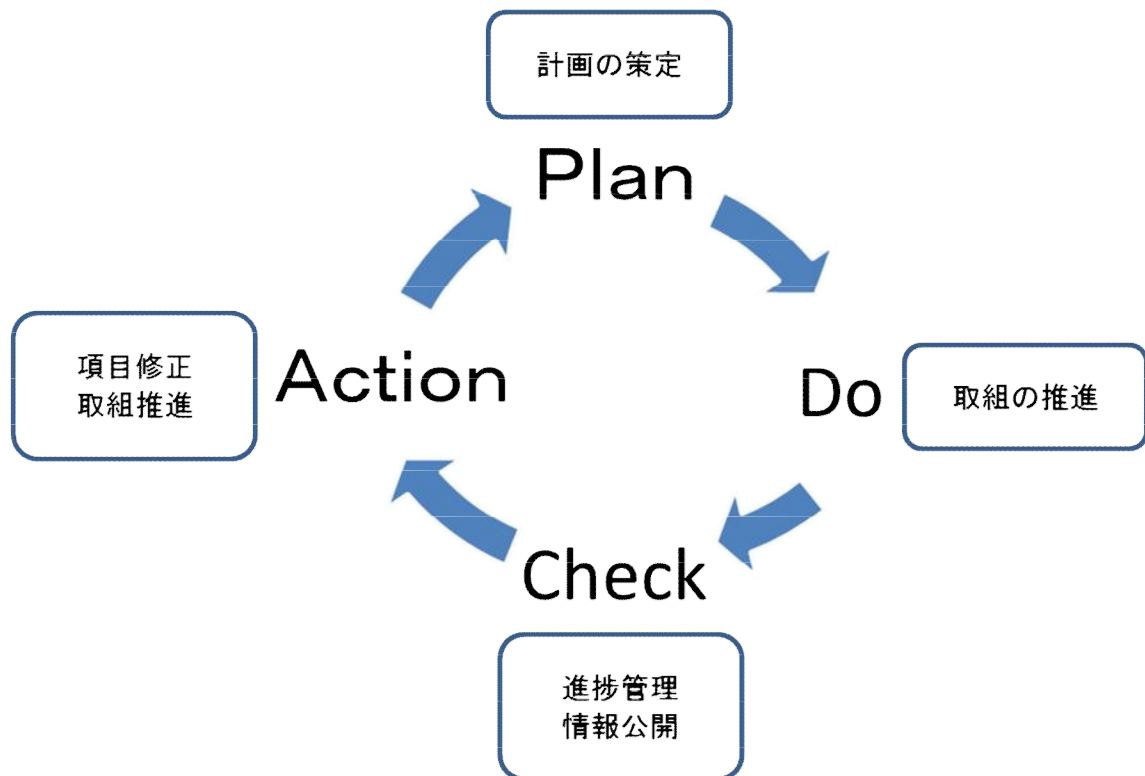 計画の策定
Plan
Do
取組の推進
Check
進捗管理
情報公開
Action
項目修正
取組推進